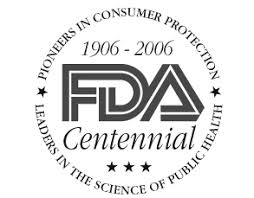 PIONEERS IN CONSUMER PROTECTION
1906 - 2006
FDA
Centennial
LEADERS IN THE SCIENCE OF PUBLIC HEALTH